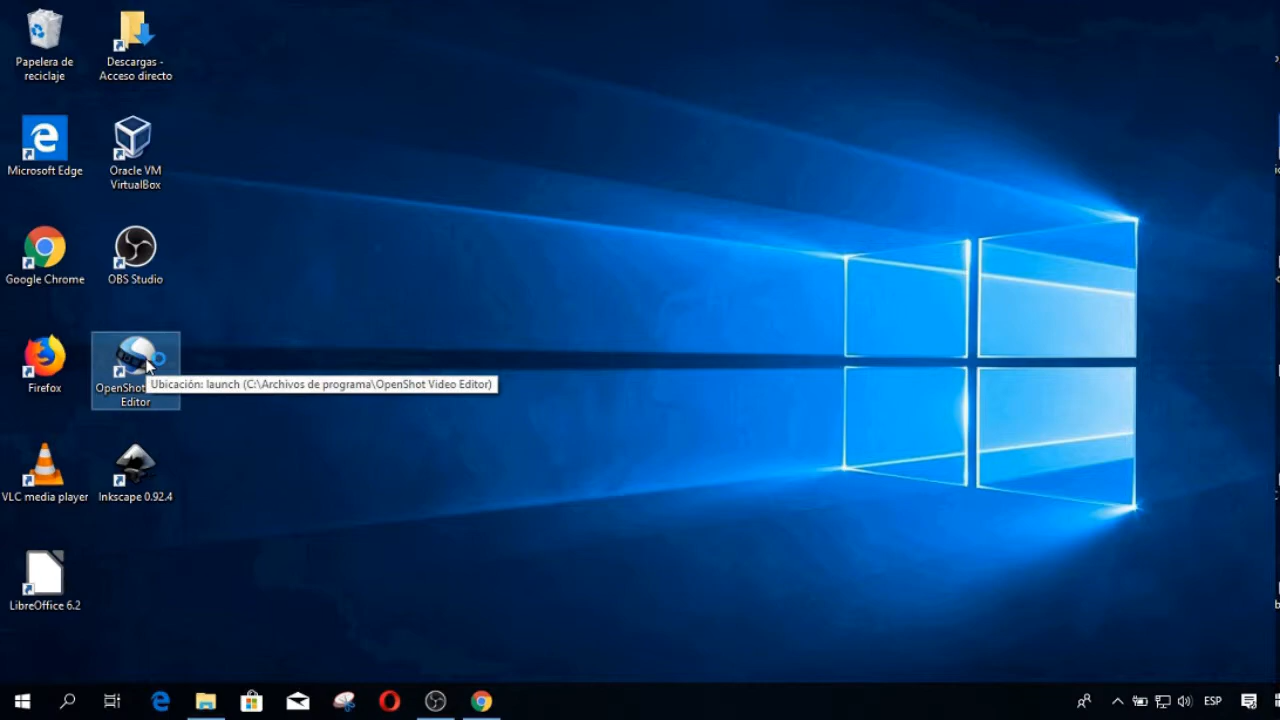 Papelera de
reciclaje
Descargas -
Acceso directo
Microsoft Edge
Oracle VM
VirtualBox
Google Chrome
OBS Studio
Firefox
OpenShot
Editor
Ubicación: launch (C:\Archivos de programa\OpenShot Video Editor)
VLC media player
Inkscape 0.92.4
LibreOffice 6.2
ESP